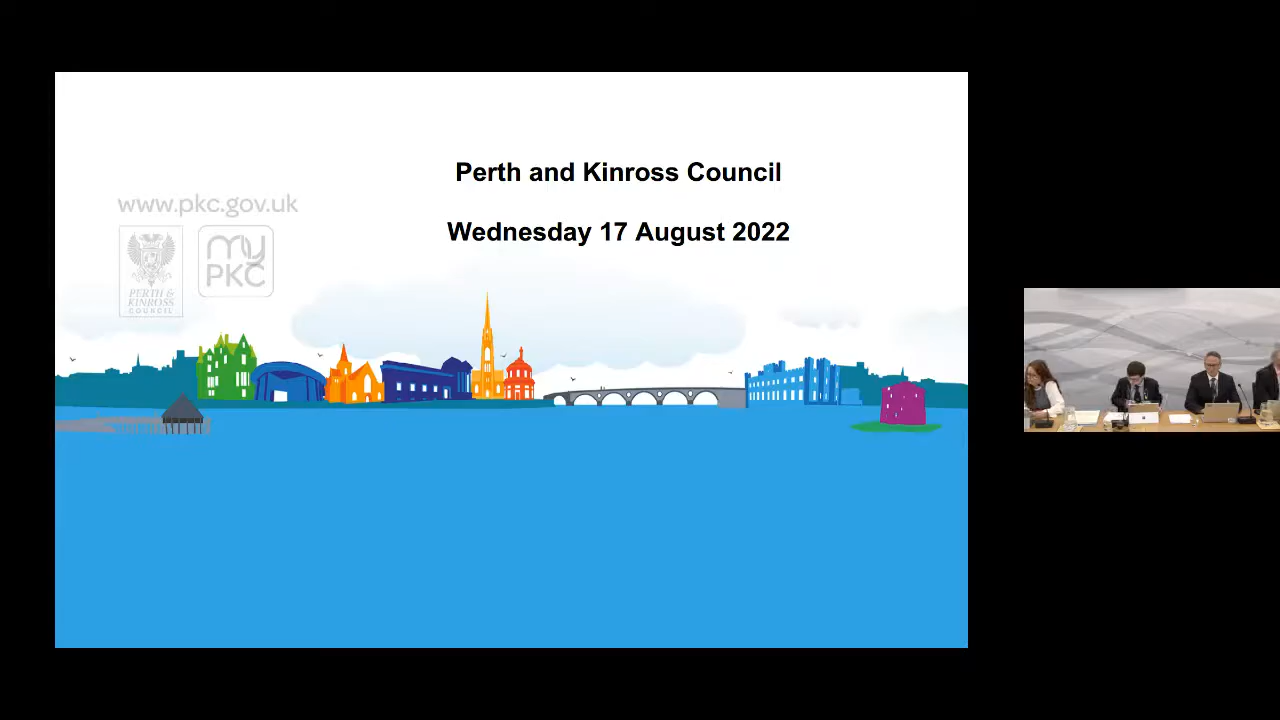 Perth and Kinross Council
Wednesday 17 August 2022
www.pkc.gov.uk
my
PKC
PERTH &
KINROSS
COUNCIL